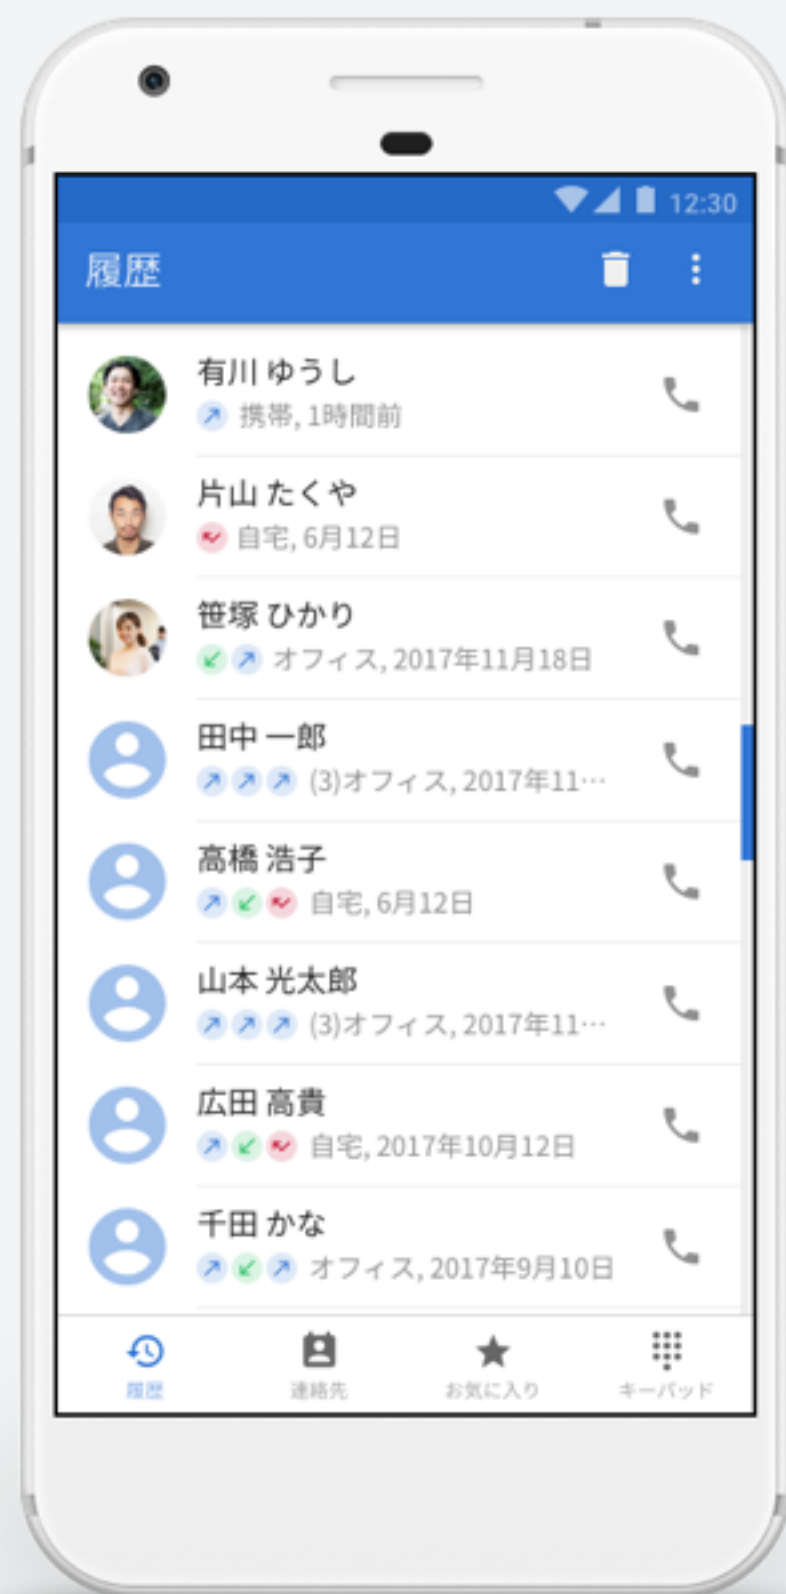 12:30
履歴
有川 ゆうし
携帯, 1時間前
片山 たくや
自宅, 6月12日
笹塚 ひかり
オフィス, 2017年11月18日
田中 一郎
(3)オフィス, 2017年11…
高橋 浩子
自宅, 6月12日
山本 光太郎
(3)オフィス, 2017年11…
広田 高貴
自宅, 2017年10月12日
千田 かな
オフィス, 2017年9月10日
履歴 連絡先 お気に入り キーパッド